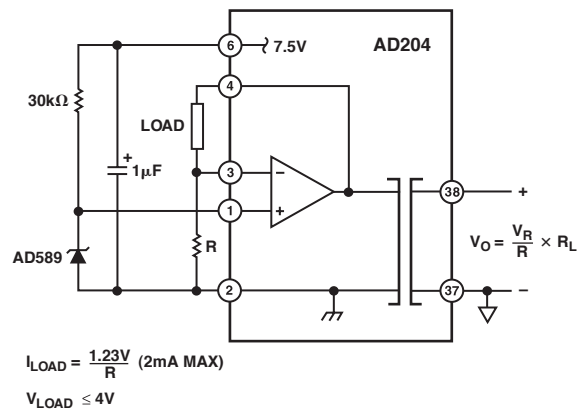 6
7.5V
AD204
4
30kΩ
LOAD
+
1μF
3
−
38
+
1
+
V_O = V_R/R × R_L
AD589
R
2
37
−
I_LOAD = 1.23V/R (2mA MAX)
V_LOAD ≤ 4V